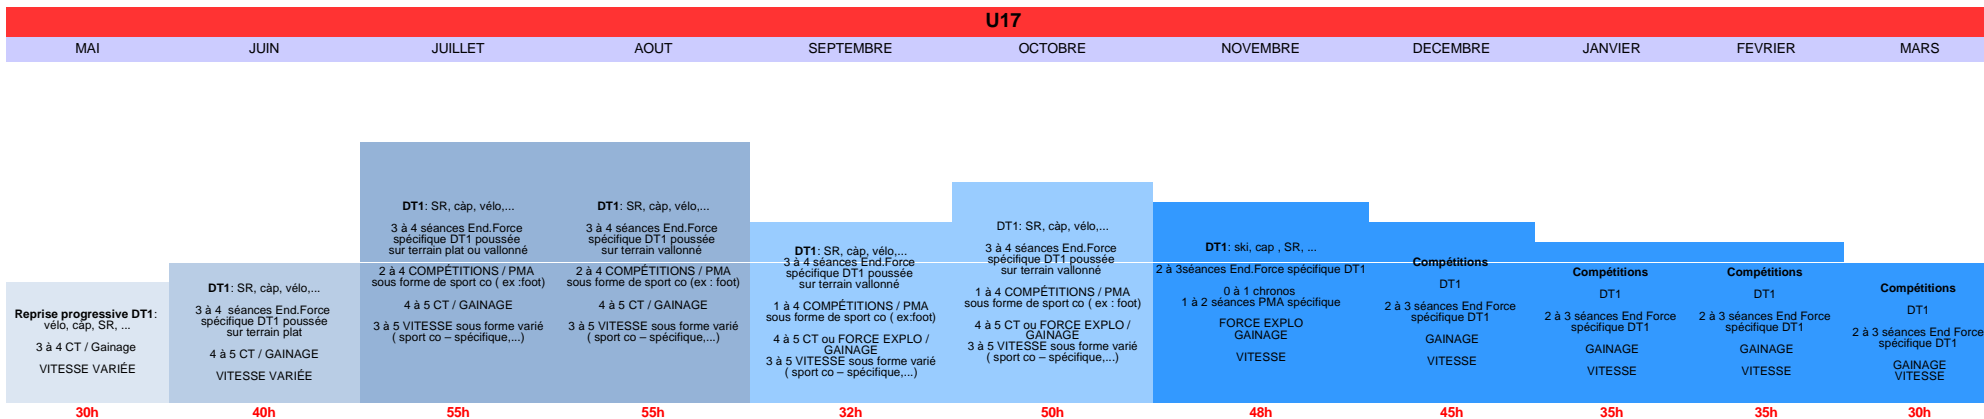 U17
MAI
JUIN
JUILLET
AOUT
SEPTEMBRE
OCTOBRE
NOVEMBRE
DECEMBRE
JANVIER
FEVRIER
MARS
Reprise progressive DT1:
vélo, cáp, SR, ...
3 à 4 CT / Gainage
VITESSE VARIÉE
DT1: SR, càp, vélo,...
3 à 4 séances End.Force
spécifique DT1 poussée
sur terrain plat
4 à 5 CT / GAINAGE
VITESSE VARIÉE
DT1: SR, càp, vélo,...
3 à 4 séances End.Force
spécifique DT1 poussée
sur terrain plat ou vallonné
2 à 4 COMPÉTITIONS / PMA
sous forme de sport co ( ex :foot)
4 à 5 CT / GAINAGE
3 à 5 VITESSE sous forme varié
( sport co – spécifique,...)
DT1: SR, càp, vélo,...
3 à 4 séances End.Force
spécifique DT1 poussée
sur terrain vallonné
2 à 4 COMPÉTITIONS / PMA
sous forme de sport co ( ex : foot)
4 à 5 CT / GAINAGE
3 à 5 VITESSE sous forme varié
( sport co – spécifique,...)
DT1: SR, càp, vélo,...
3 à 4 séances End.Force
spécifique DT1 poussée
sur terrain vallonné
1 à 4 COMPÉTITIONS / PMA
sous forme de sport co ( ex:foot)
4 à 5 CT ou FORCE EXPLO /
GAINAGE
3 à 5 VITESSE sous forme varié
( sport co – spécifique,...)
DT1: SR, càp, vélo,...
3 à 4 séances End.Force
spécifique DT1 poussée
sur terrain vallonné
1 à 4 COMPÉTITIONS / PMA
sous forme de sport co ( ex : foot)
4 à 5 CT ou FORCE EXPLO /
GAINAGE
3 à 5 VITESSE sous forme varié
( sport co – spécifique,...)
DT1: ski, cap , SR, ...
2 à 3séances End.Force spécifique DT1
0 à 1 chronos
1 à 2 séances PMA spécifique
FORCE EXPLO
GAINAGE
VITESSE
Compétitions
DT1
2 à 3 séances End Force
spécifique DT1
GAINAGE
VITESSE
Compétitions
DT1
2 à 3 séances End Force
spécifique DT1
GAINAGE
VITESSE
Compétitions
DT1
2 à 3 séances End Force
spécifique DT1
GAINAGE
VITESSE
Compétitions
DT1
2 à 3 séances End Force
spécifique DT1
GAINAGE
VITESSE
30h
40h
55h
55h
32h
50h
48h
45h
35h
35h
30h